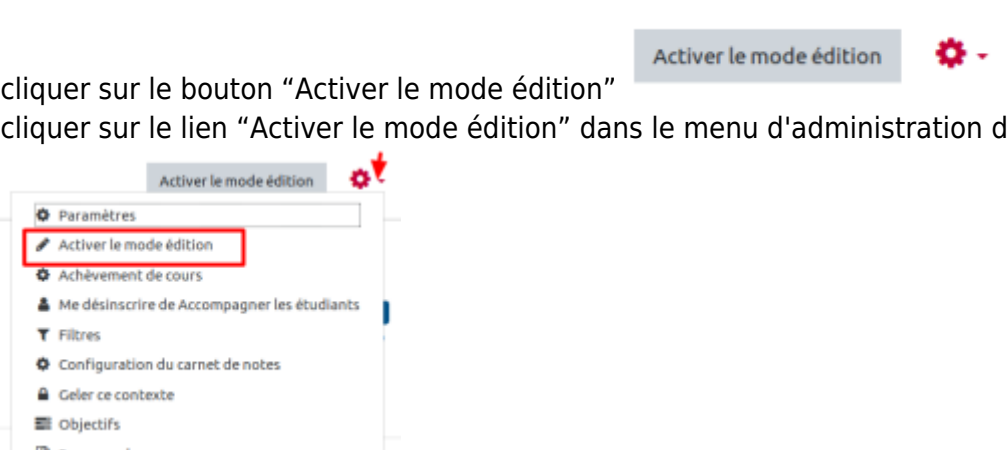 Activer le mode édition
cliquer sur le bouton “Activer le mode édition”
cliquer sur le lien “Activer le mode édition” dans le menu d'administration d
Activer le mode édition
Paramètres
Activer le mode édition
Achèvement de cours
Me désinscrire de Accompagner les étudiants
Filtres
Configuration du carnet de notes
Geler ce contexte
Objectifs